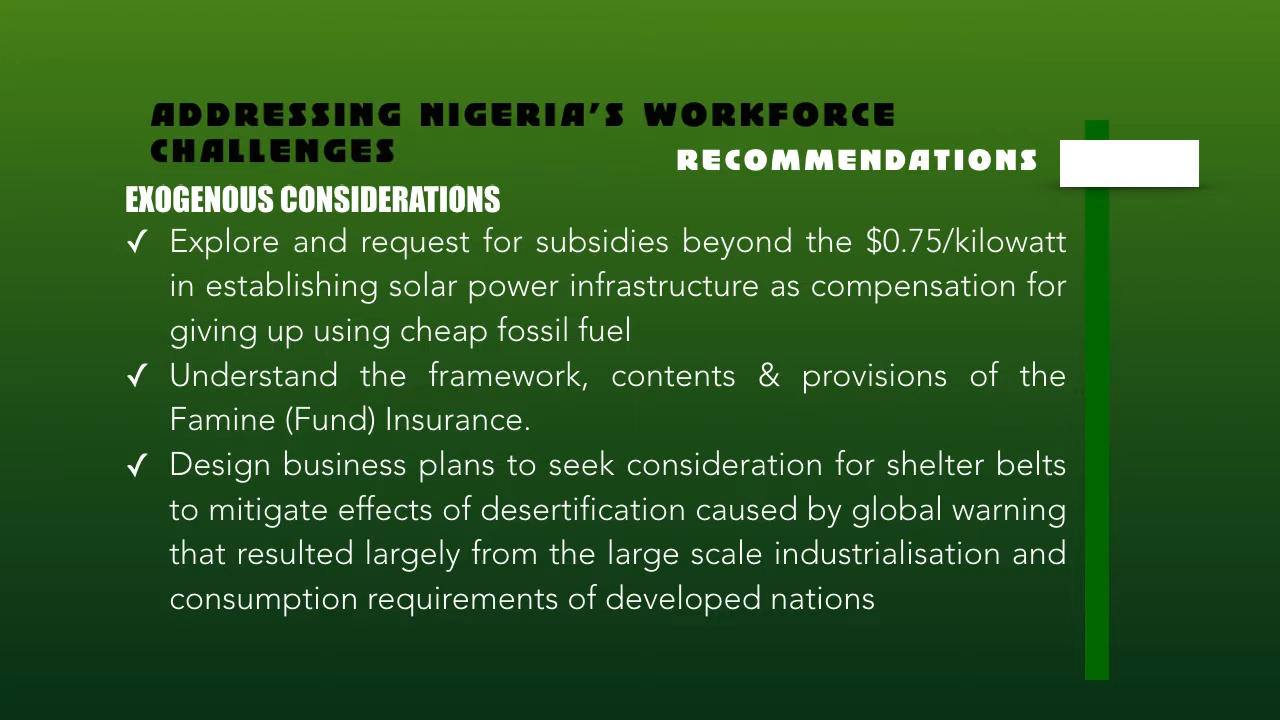 ADDRESSING NIGERIA'S WORKFORCE
CHALLENGES
RECOMMENDATIONS
EXOGENOUS CONSIDERATIONS
✓ Explore and request for subsidies beyond the $0.75/kilowatt
in establishing solar power infrastructure as compensation for
giving up using cheap fossil fuel
✓ Understand the framework, contents & provisions of the
Famine (Fund) Insurance.
✓ Design business plans to seek consideration for shelter belts
to mitigate effects of desertification caused by global warning
that resulted largely from the large scale industrialisation and
consumption requirements of developed nations